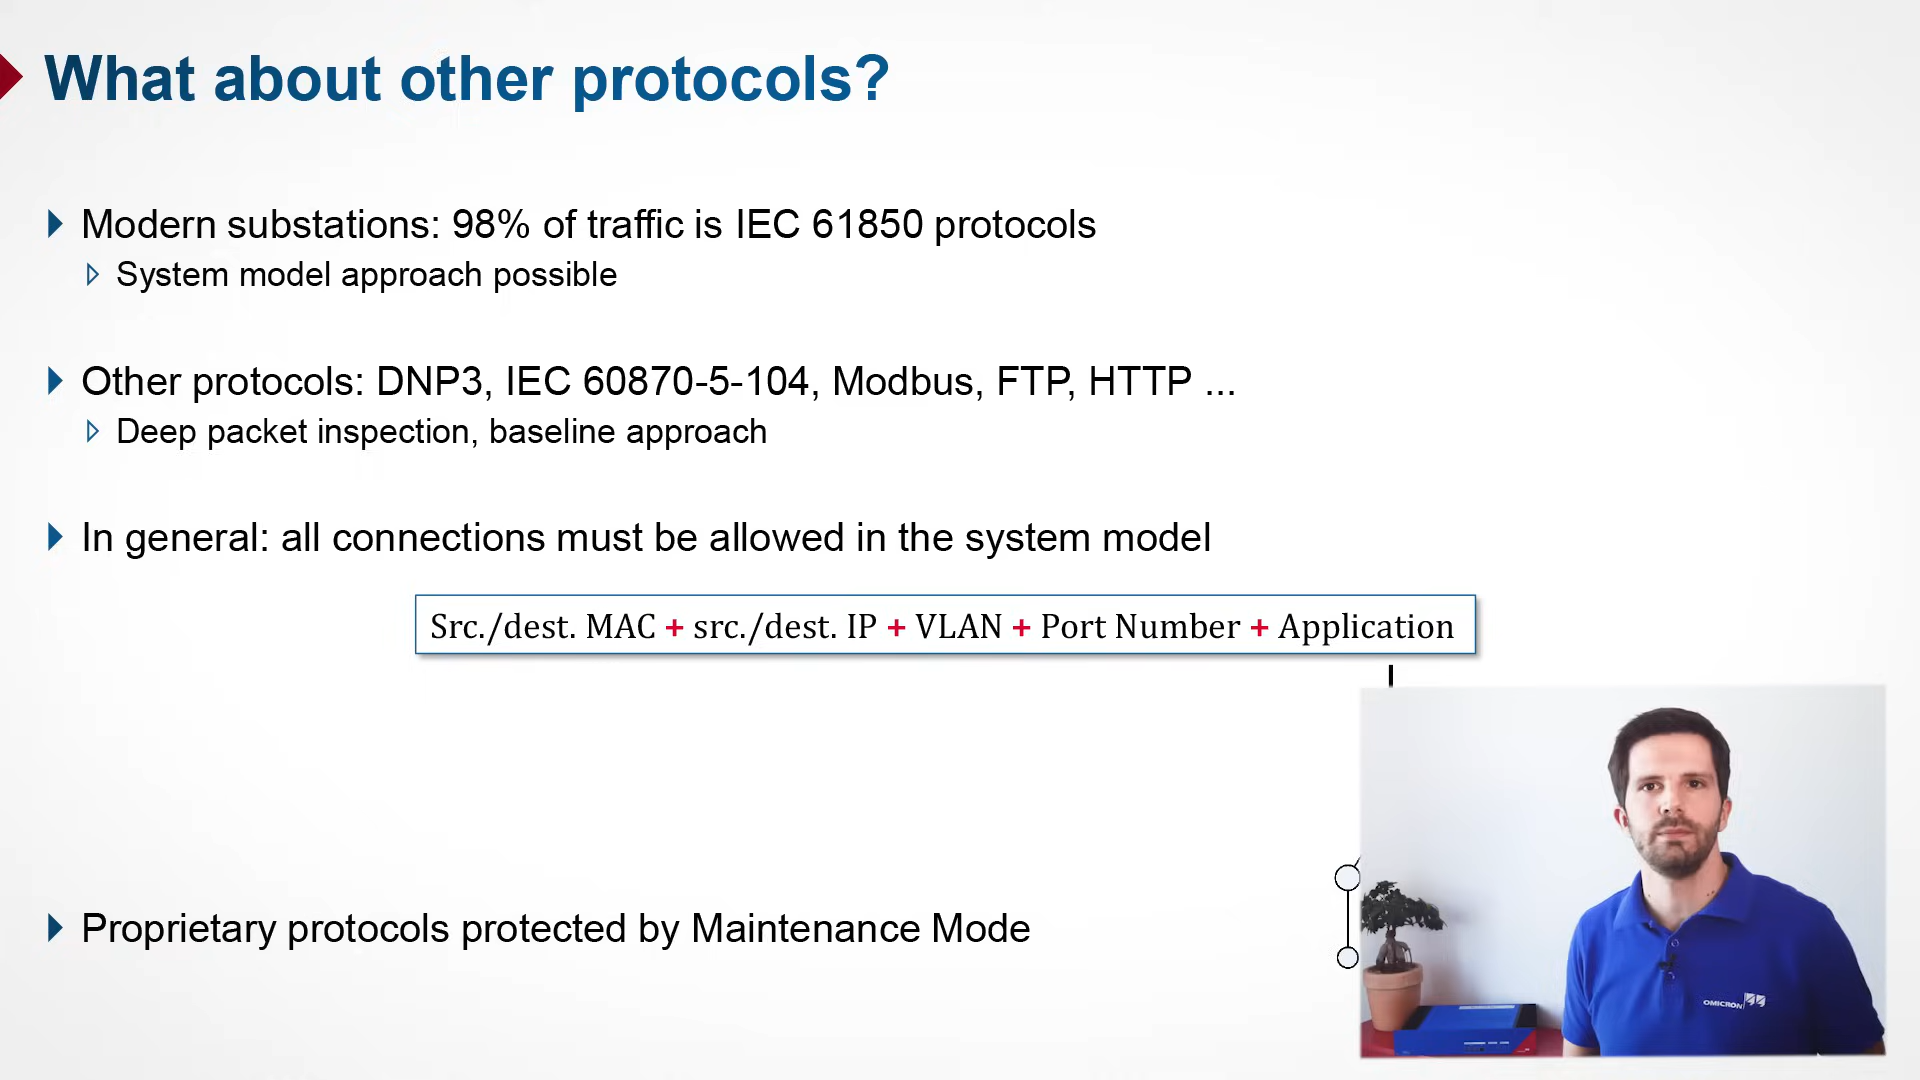 What about other protocols?
Modern substations: 98% of traffic is IEC 61850 protocols
System model approach possible
Other protocols: DNP3, IEC 60870-5-104, Modbus, FTP, HTTP ...
Deep packet inspection, baseline approach
In general: all connections must be allowed in the system model
Src./dest. MAC + src./dest. IP + VLAN + Port Number + Application
Proprietary protocols protected by Maintenance Mode
OMICRON